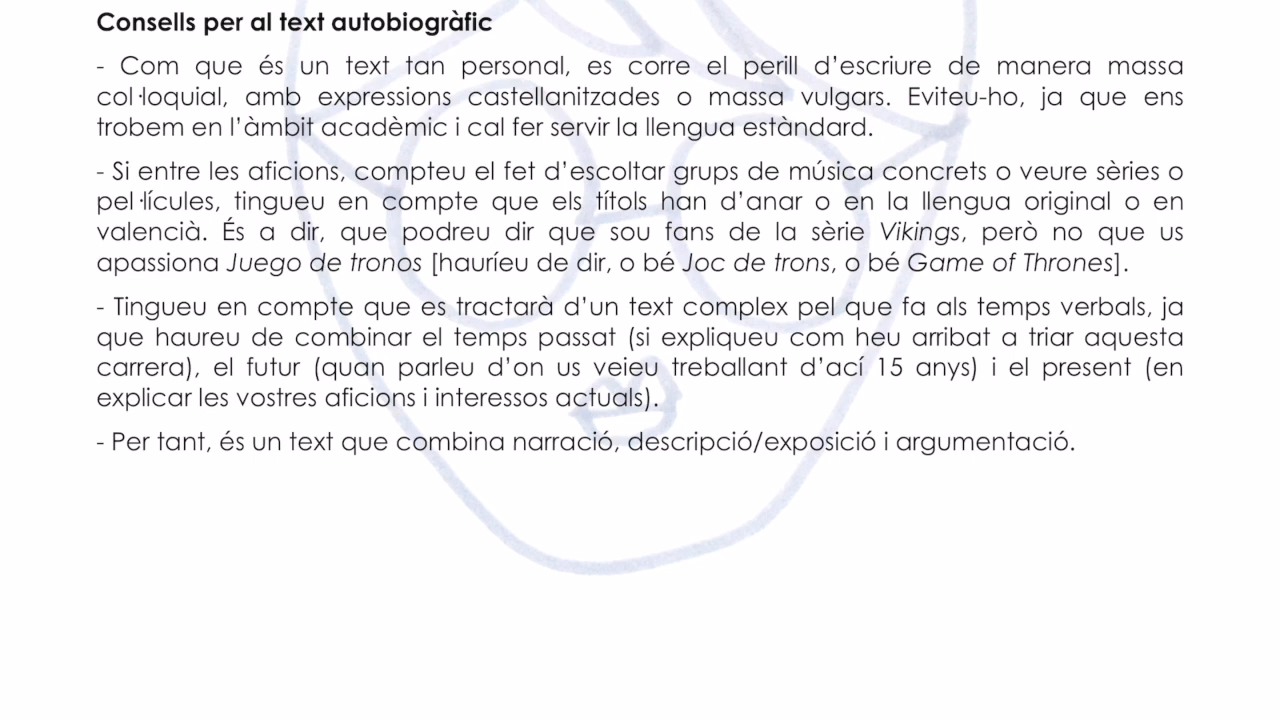 Consells per al text autobiogràfic
- Com que és un text tan personal, es corre el perill d’escriure de manera massa
col·loquial, amb expressions castellanitzades o massa vulgars. Eviteu-ho, ja que ens
trobem en l’àmbit acadèmic i cal fer servir la llengua estàndard.
- Si entre les aficions, compteu el fet d’escoltar grups de música concrets o veure sèries o
pel·lícules, tingueu en compte que els títols han d’anar o en la llengua original o en
valencià. És a dir, que podreu dir que sou fans de la sèrie Vikings, però no que us
apassiona Juego de tronos [hauríeu de dir, o bé Joc de trons, o bé Game of Thrones].
- Tingueu en compte que es tractarà d’un text complex pel que fa als temps verbals, ja
que haureu de combinar el temps passat (si expliqueu com heu arribat a triar aquesta
carrera), el futur (quan parleu d’on us veieu treballant d’ací 15 anys) i el present (en
explicar les vostres aficions i interessos actuals).
- Per tant, és un text que combina narració, descripció/exposició i argumentació.